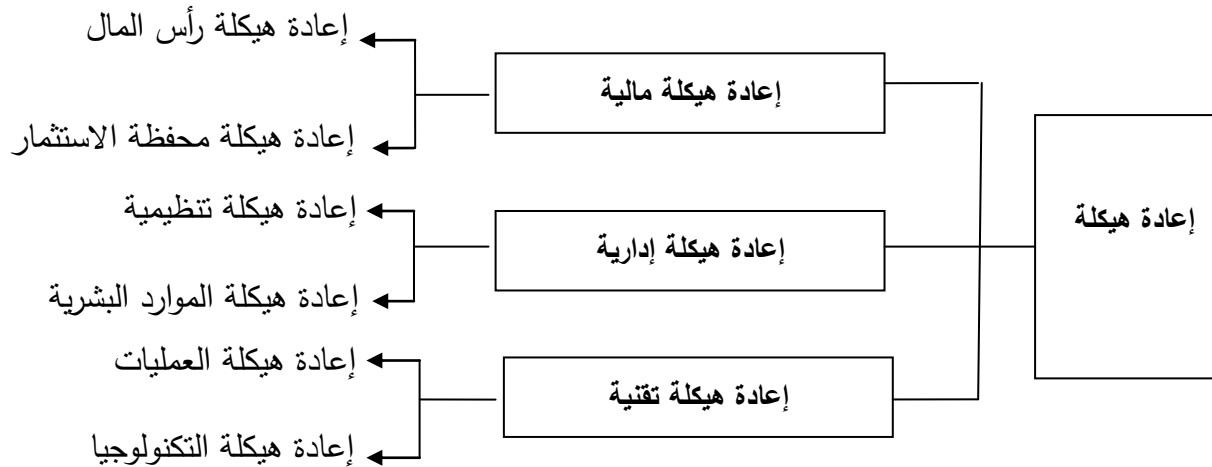 إعادة هيكلة
إعادة هيكلة مالية
إعادة هيكلة رأس المال
إعادة هيكلة محفظة الاستثمار
إعادة هيكلة إدارية
إعادة هيكلة تنظيمية
إعادة هيكلة الموارد البشرية
إعادة هيكلة تقنية
إعادة هيكلة العمليات
إعادة هيكلة التكنولوجيا